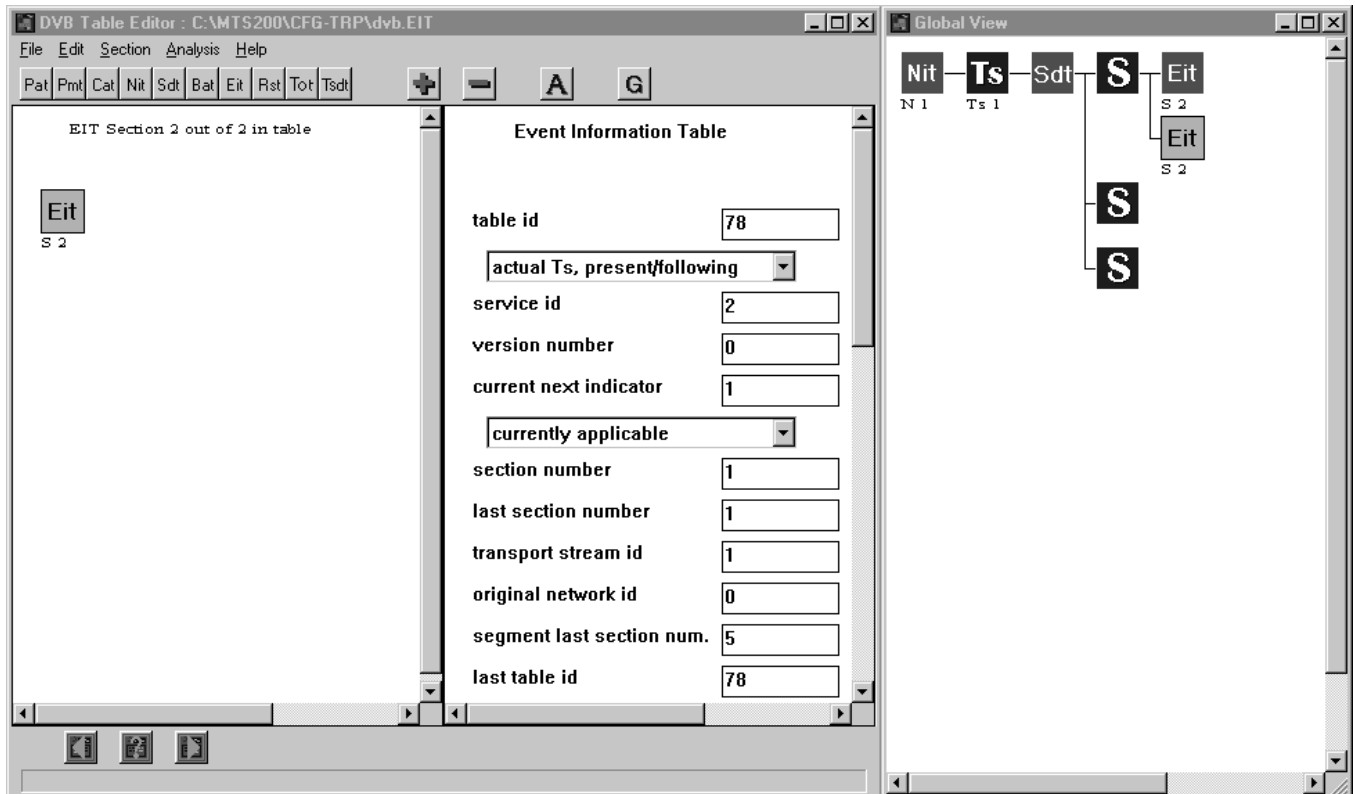 DVB Table Editor : C:\MTS200\CFG-TRP\dvb.EIT
File Edit Section Analysis Help
Pat Pmt Cat Nit Sdt Bat Eit Rst Tot Tsdt A G
EIT Section 2 out of 2 in table
Eit
S 2
Event Information Table
table id 78
actual Ts, present/following
service id 2
version number 0
current next indicator 1
currently applicable
section number 1
last section number 1
transport stream id 1
original network id 0
segment last section num. 5
last table id 78
Global View
Nit Ts Sdt S Eit
N 1 Ts 1 S 2
Eit
S 2
S
S